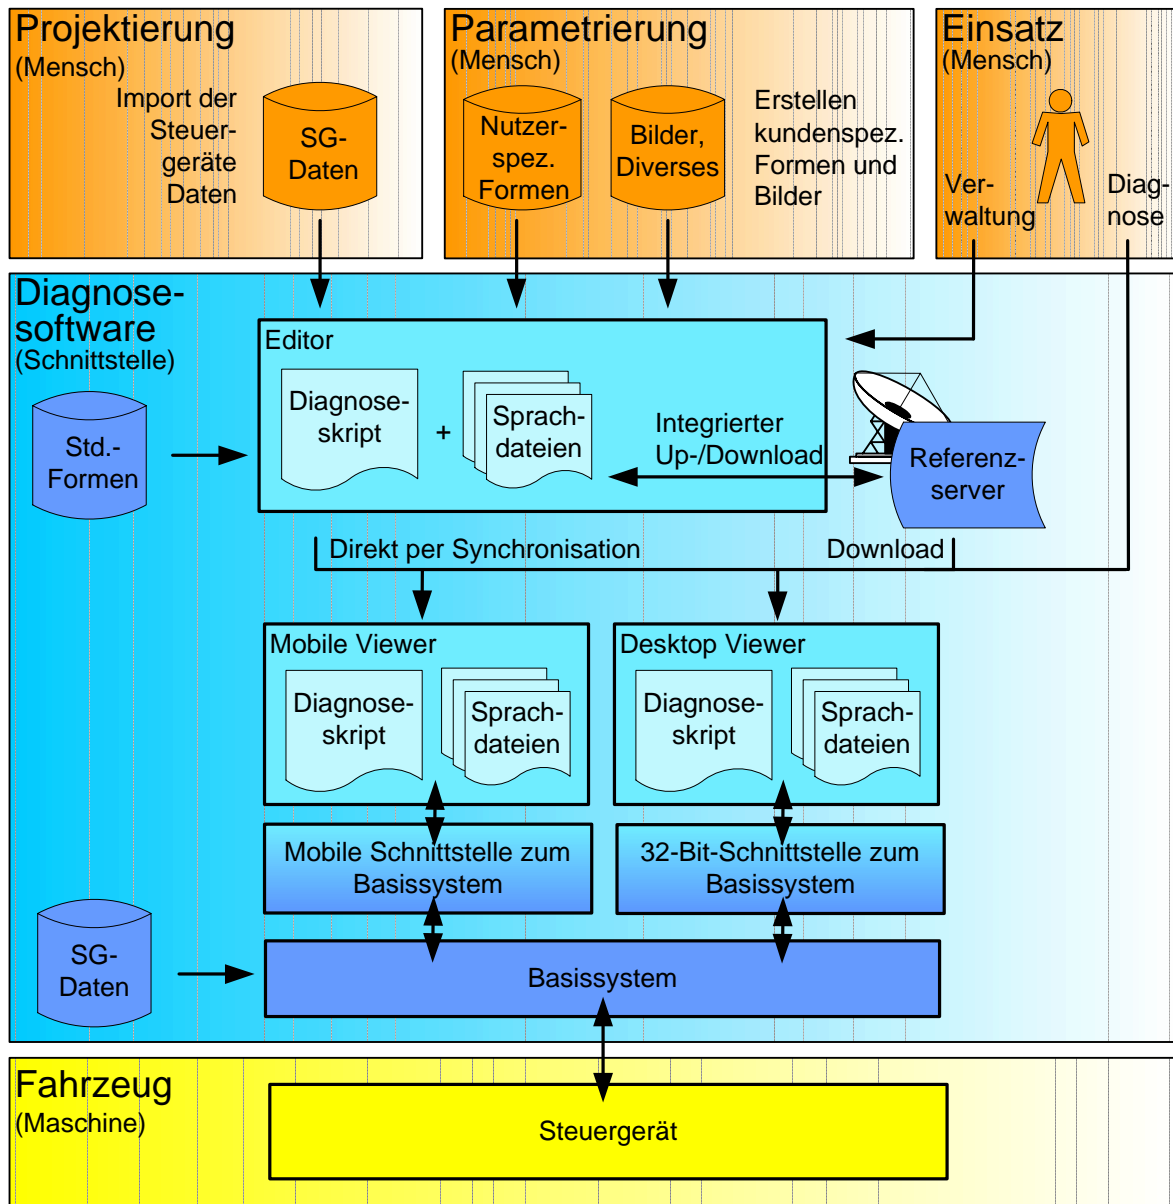 Projektierung
(Mensch)
Import der
Steuer-
geräte
Daten
SG-
Daten
Parametrierung
(Mensch)
Nutzer-
spez.
Formen
Bilder,
Diverses
Erstellen
kundenspez.
Formen und
Bilder
Einsatz
(Mensch)
Ver-
waltung
Diag-
nose
Diagnose-
software
(Schnittstelle)
Std.-
Formen
Editor
Diagnose-
skript
+
Sprach-
dateien
Integrierter
Up-/Download
Referenz-
server
Direkt per Synchronisation
Download
Mobile Viewer
Diagnose-
skript
Sprach-
dateien
Desktop Viewer
Diagnose-
skript
Sprach-
dateien
Mobile Schnittstelle zum
Basissystem
32-Bit-Schnittstelle zum
Basissystem
SG-
Daten
Basissystem
Fahrzeug
(Maschine)
Steuergerät